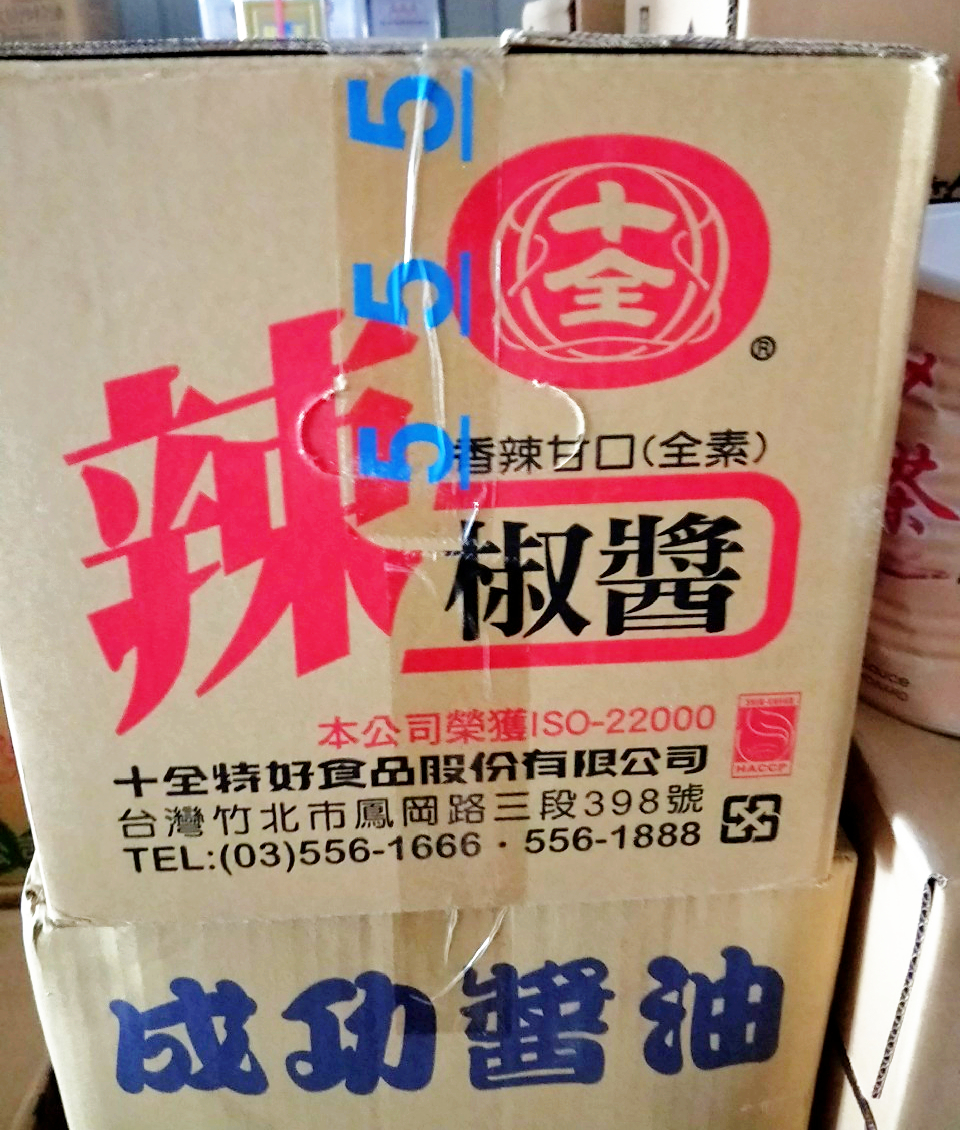 5
5
5
十全
®
香辣甘口(全素)
辣椒醬
本公司榮獲ISO-22000
HACCP
十全特好食品股份有限公司
台灣竹北市鳳岡路三段398號
TEL:(03)556-1666·556-1888
成功醬油